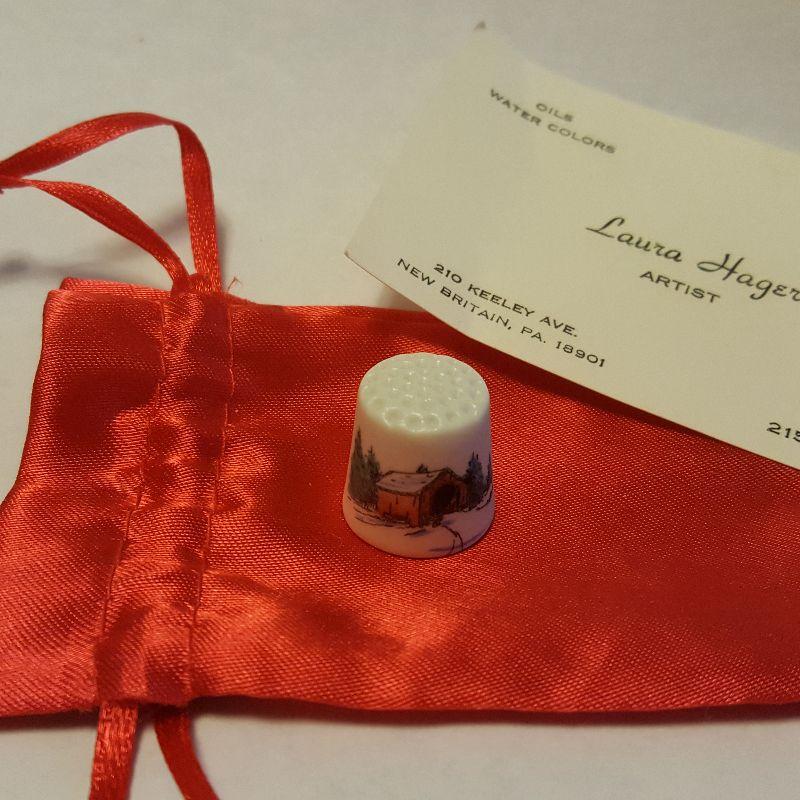 OILS
WATER COLORS
Laura Hager
ARTIST
210 KEELEY AVE.
NEW BRITAIN, PA. 18901
215